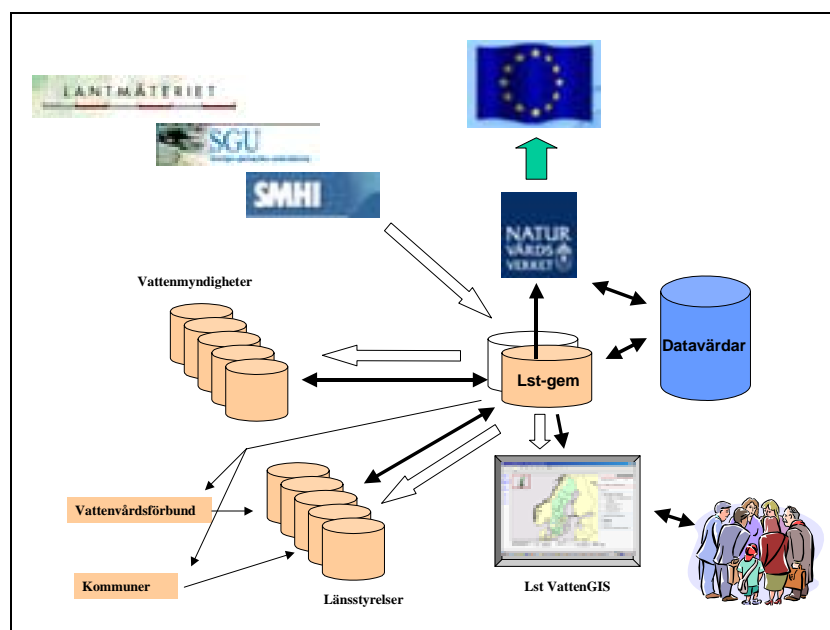 LANTMÄTERIET
SGU
SMHI
NATUR
VÅRDS
VERKET
Vattenmyndigheter
Datavärdar
Lst-gem
Vattenvårdsförbund
Kommuner
Länsstyrelser
Lst VattenGIS